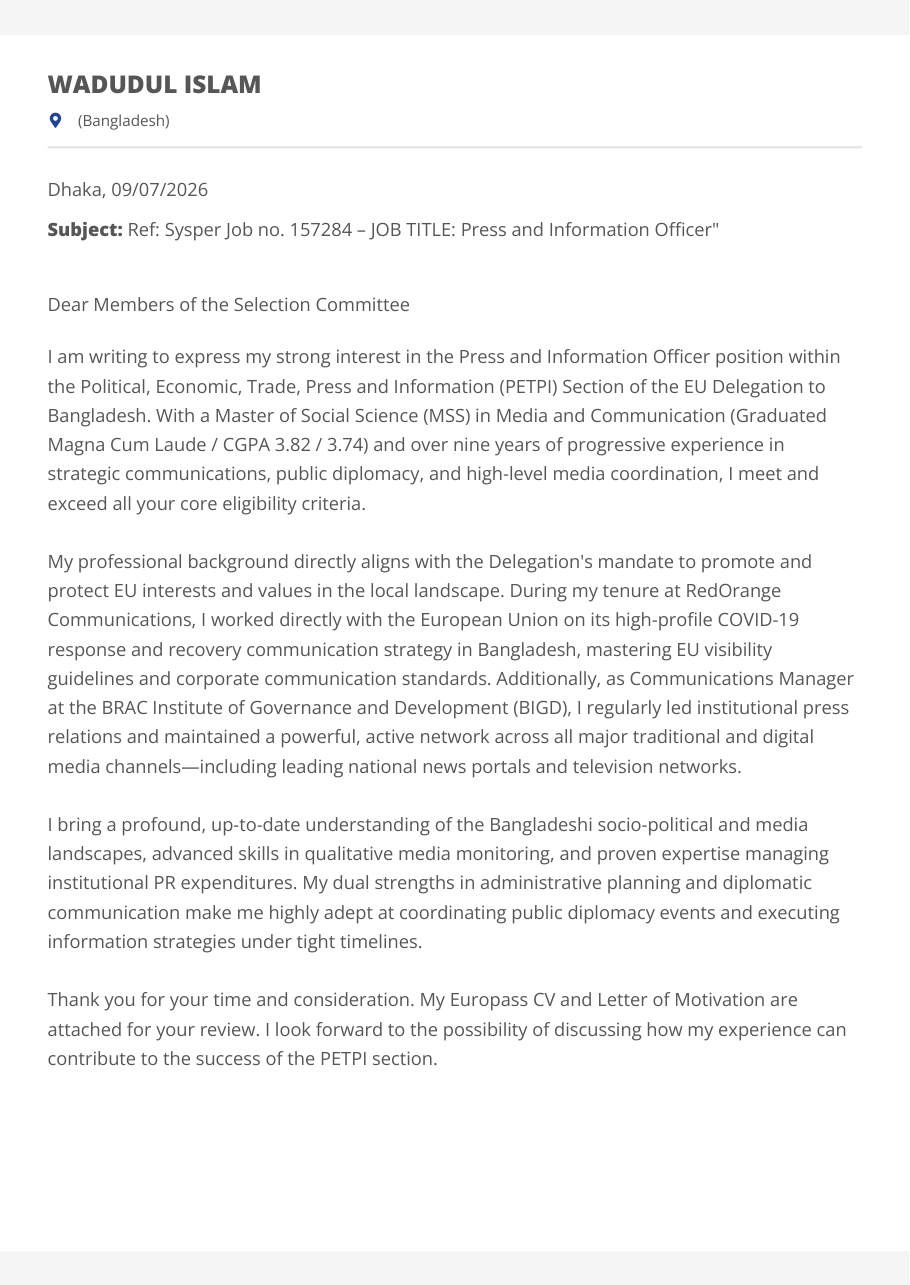 WADUDUL ISLAM
(Bangladesh)
Dhaka, 09/07/2026
Subject: Ref: Sysper Job no. 157284 – JOB TITLE: Press and Information Officer"
Dear Members of the Selection Committee
I am writing to express my strong interest in the Press and Information Officer position within
the Political, Economic, Trade, Press and Information (PETPI) Section of the EU Delegation to
Bangladesh. With a Master of Social Science (MSS) in Media and Communication (Graduated
Magna Cum Laude / CGPA 3.82 / 3.74) and over nine years of progressive experience in
strategic communications, public diplomacy, and high-level media coordination, I meet and
exceed all your core eligibility criteria.
My professional background directly aligns with the Delegation's mandate to promote and
protect EU interests and values in the local landscape. During my tenure at RedOrange
Communications, I worked directly with the European Union on its high-profile COVID-19
response and recovery communication strategy in Bangladesh, mastering EU visibility
guidelines and corporate communication standards. Additionally, as Communications Manager
at the BRAC Institute of Governance and Development (BIGD), I regularly led institutional press
relations and maintained a powerful, active network across all major traditional and digital
media channels—including leading national news portals and television networks.
I bring a profound, up-to-date understanding of the Bangladeshi socio-political and media
landscapes, advanced skills in qualitative media monitoring, and proven expertise managing
institutional PR expenditures. My dual strengths in administrative planning and diplomatic
communication make me highly adept at coordinating public diplomacy events and executing
information strategies under tight timelines.
Thank you for your time and consideration. My Europass CV and Letter of Motivation are
attached for your review. I look forward to the possibility of discussing how my experience can
contribute to the success of the PETPI section.